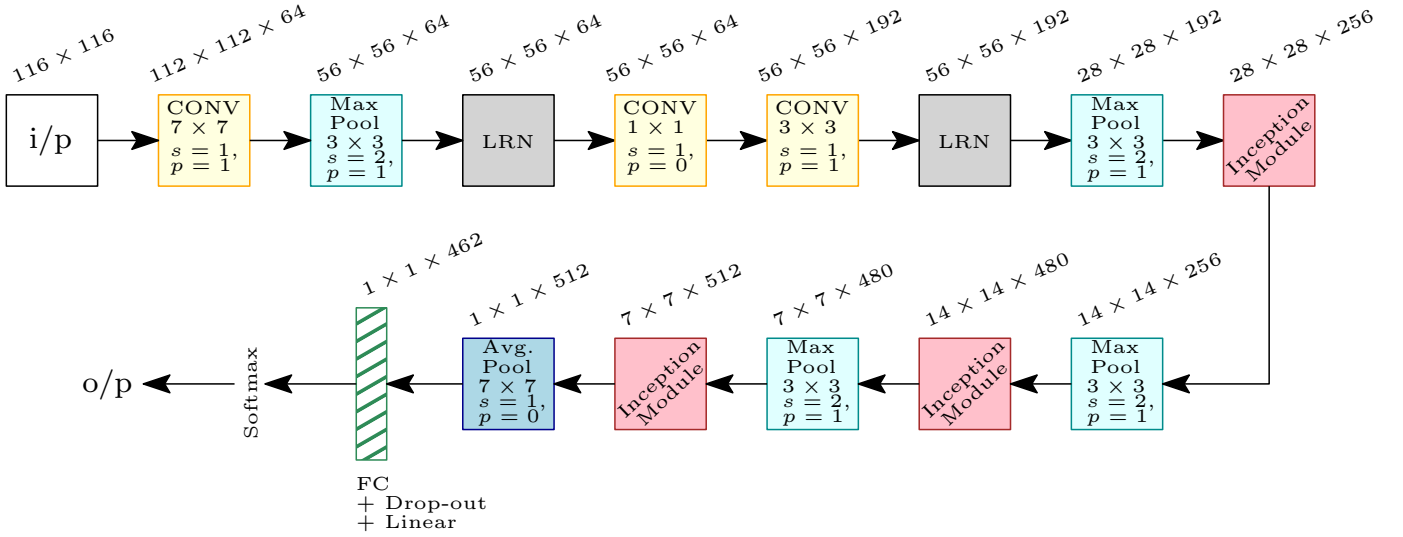 116 × 116
112 × 112 × 64
56 × 56 × 64
56 × 56 × 64
56 × 56 × 64
56 × 56 × 192
56 × 56 × 192
28 × 28 × 192
28 × 28 × 256
i/p
CONV
7 × 7
s = 1,
p = 1
Max
Pool
3 × 3
s = 2,
p = 1
LRN
CONV
1 × 1
s = 1,
p = 0
CONV
3 × 3
s = 1,
p = 1
LRN
Max
Pool
3 × 3
s = 2,
p = 1
Inception
Module
1 × 1 × 462
1 × 1 × 512
7 × 7 × 512
7 × 7 × 480
14 × 14 × 480
14 × 14 × 256
o/p
Softmax
FC
+ Drop-out
+ Linear
Avg.
Pool
7 × 7
s = 1,
p = 0
Inception
Module
Max
Pool
3 × 3
s = 2,
p = 1
Inception
Module
Max
Pool
3 × 3
s = 2,
p = 1